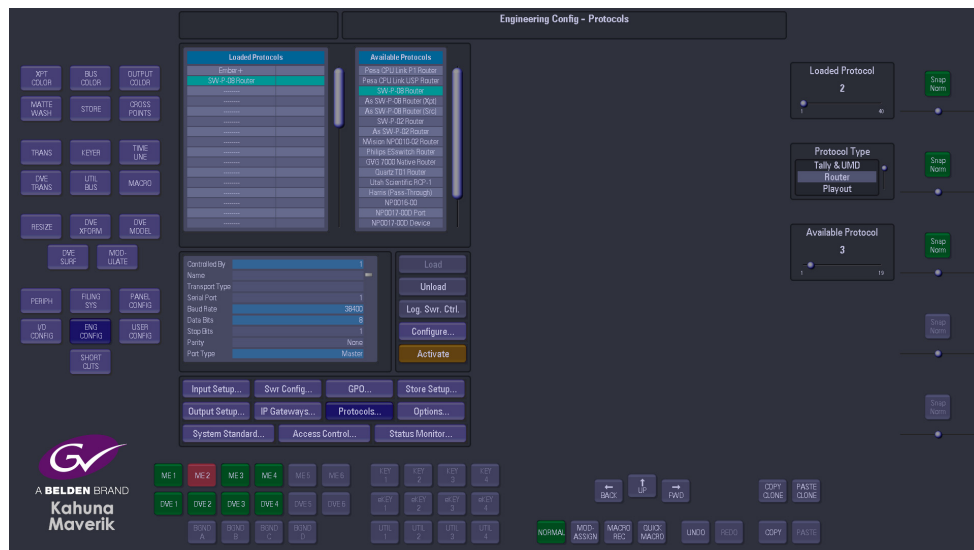 Engineering Config - Protocols
Loaded Protocols
Ember+
SW-P-08 Router
--------
--------
--------
--------
--------
--------
--------
--------
--------
--------
--------
--------
--------
--------
Available Protocols
Pesa CPU Link P1 Router
Pesa CPU Link USP Router
SW-P-08 Router
As SW-P-08 Router (Xpt)
As SW-P-08 Router (Src)
SW-P-02 Router
As SW-P-02 Router
NVision NP0010-02 Router
Philips ESswitch Router
GVG 7000 Native Router
Quartz T01 Router
Utah Scientific RCP-1
Harris (Pass-Through)
NP0016-00
NP0017-00D Port
NP0017-00D Device
Loaded Protocol
2
1 40
Snap Norm
Protocol Type
Tally & UMD
Router
Playout
Snap Norm
Available Protocol
3
1 19
Snap Norm
Snap Norm
Snap Norm
XPT COLOR
BUS COLOR
OUTPUT COLOR
MATTE WASH
STORE
CROSS POINTS
TRANS
KEYER
TIME LINE
DVE TRANS
UTIL BUS
MACRO
RESIZE
DVE XFORM
DVE MODEL
DVE SURF
MOD-ULATE
PERIPH
FILING SYS
PANEL CONFIG
I/O CONFIG
ENG CONFIG
USER CONFIG
SHORT CUTS
Controlled By 1
Name
Transport Type
Serial Port 1
Baud Rate 38400
Data Bits 8
Stop Bits 1
Parity None
Port Type Master
Load
Unload
Log. Swr. Ctrl.
Configure...
Activate
Input Setup...
Swr Config...
GPO...
Store Setup...
Output Setup...
IP Gateways...
Protocols...
Options...
System Standard...
Access Control...
Status Monitor...
GV
A BELDEN BRAND
Kahuna
Maverik
ME 1
ME 2
ME 3
ME 4
ME 5
ME 6
KEY 1
KEY 2
KEY 3
KEY 4
DVE 1
DVE 2
DVE 3
DVE 4
DVE 5
DVE 6
eKEY 1
eKEY 2
eKEY 3
eKEY 4
BGND A
BGND B
BGND C
BGND D
UTIL 1
UTIL 2
UTIL 3
UTIL 4
BACK
UP
FWD
COPY CLONE
PASTE CLONE
NORMAL
MOD-ASSIGN
MACRO REC
QUICK MACRO
UNDO
REDO
COPY
PASTE